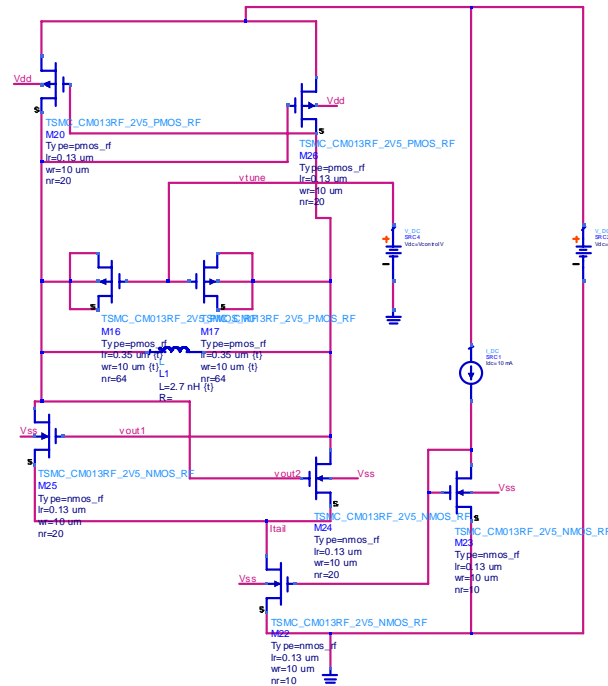 Vdd
S
TSMC_CM013RF_2V5_PMOS_RF
M20
Type=pmos_rf
lr=0.13 um
wr=10 um
nr=20
Vdd
S
TSMC_CM013RF_2V5_PMOS_RF
M26
Type=pmos_rf
lr=0.13 um
wr=10 um
nr=20
vtune
V_DC
SRC4
Vdc=Vcontrol V
V_DC
Vdc=
S
M16
Type=pmos_rf
lr=0.35 um {t}
wr=10 um {t}
nr=64
S
TSMC_CM013RF_2V5_PMOS_RF
M17
Type=pmos_rf
lr=0.35 um {t}
wr=10 um {t}
nr=64
L
L1
L=2.7 nH {t}
R=
I_DC
SRC1
Idc=10 mA
Vss
vout1
S
TSMC_CM013RF_2V5_NMOS_RF
M25
Type=nmos_rf
lr=0.13 um
wr=10 um
nr=20
vout2
Vss
S
TSMC_CM013RF_2V5_NMOS_RF
M24
Type=nmos_rf
lr=0.13 um
wr=10 um
nr=20
Vss
S
TSMC_CM013RF_2V5_NMOS_RF
M23
Type=nmos_rf
lr=0.13 um
wr=10 um
nr=10
Itail
Vss
S
TSMC_CM013RF_2V5_NMOS_RF
M22
Type=nmos_rf
lr=0.13 um
wr=10 um
nr=10